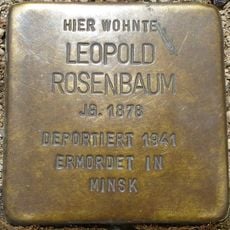 HIER WOHNTE
LEOPOLD
ROSENBAUM
JG. 1878
DEPORTIERT 1941
ERMORDET IN
MINSK